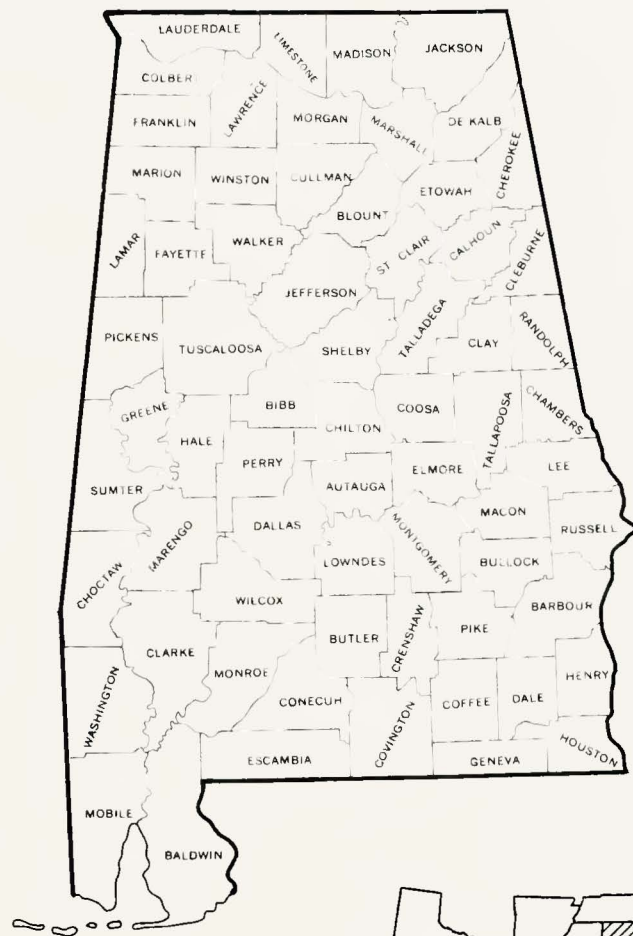 LAUDERDALE
LIMESTONE
MADISON
JACKSON
COLBERT
LAWRENCE
FRANKLIN
MORGAN
MARSHALL
DE KALB
CHEROKEE
MARION
WINSTON
CULLMAN
ETOWAH
BLOUNT
LAMAR
FAYETTE
WALKER
ST CLAIR
CALHOUN
CLEBURNE
JEFFERSON
PICKENS
TUSCALOOSA
SHELBY
TALLADEGA
CLAY
RANDOLPH
GREENE
HALE
BIBB
CHILTON
COOSA
TALLAPOOSA
CHAMBERS
PERRY
SUMTER
AUTAUGA
ELMORE
LEE
MARENGO
DALLAS
LOWNDES
MONTGOMERY
MACON
RUSSELL
CHOCTAW
BULLOCK
WILCOX
BARBOUR
CLARKE
MONROE
BUTLER
CRENSHAW
PIKE
WASHINGTON
CONECUH
COVINGTON
COFFEE
DALE
HENRY
ESCAMBIA
GENEVA
HOUSTON
MOBILE
BALDWIN